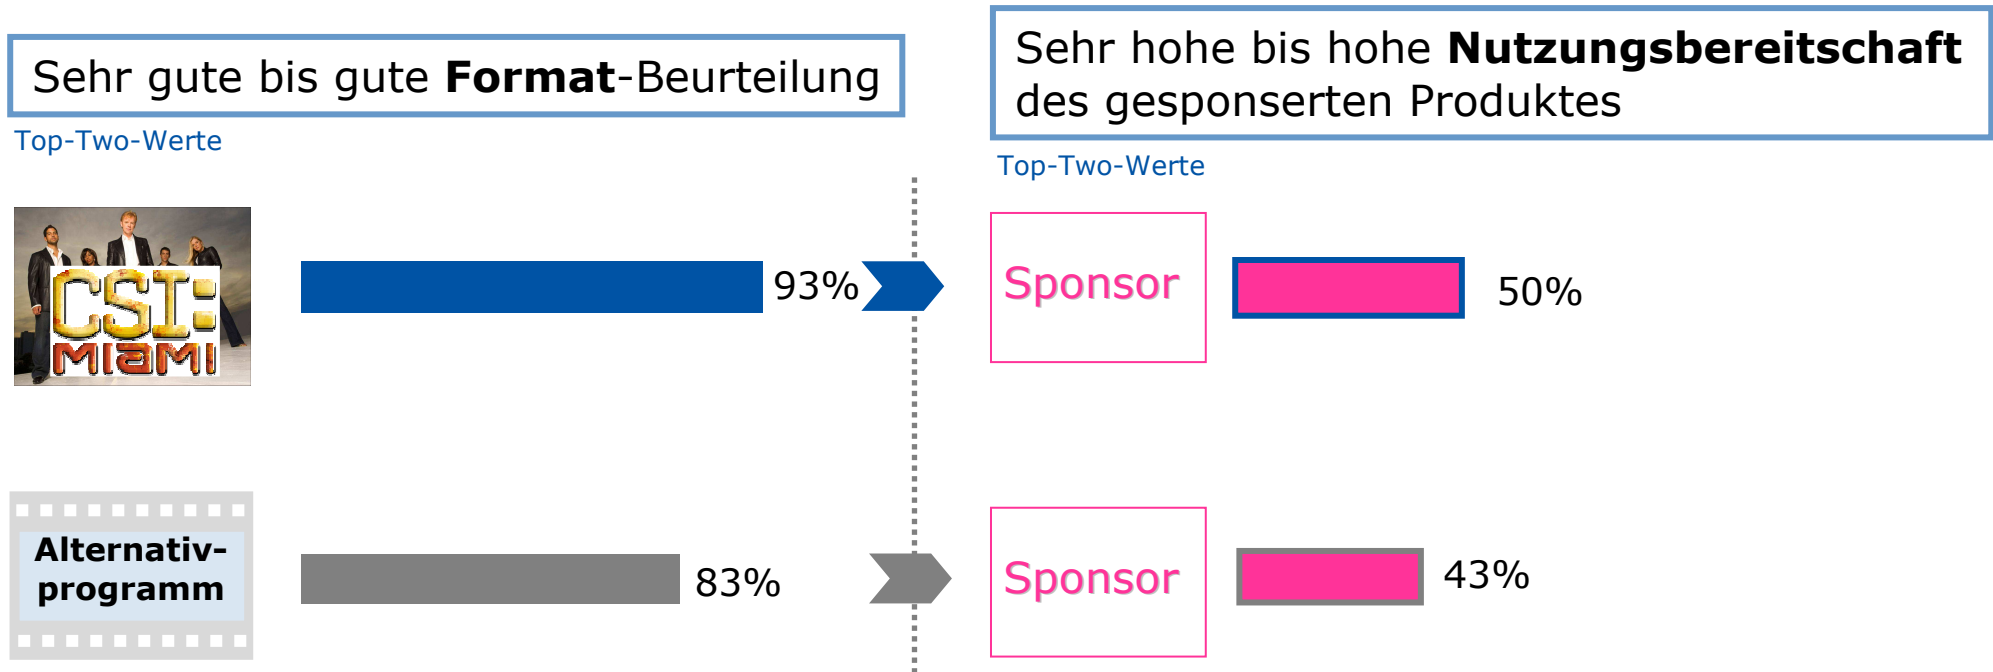 Sehr gute bis gute Format-Beurteilung
Top-Two-Werte
Sehr hohe bis hohe Nutzungsbereitschaft
des gesponserten Produktes
Top-Two-Werte
CSI:
MIAMI
93%
Sponsor
50%
Alternativ-
programm
83%
Sponsor
43%